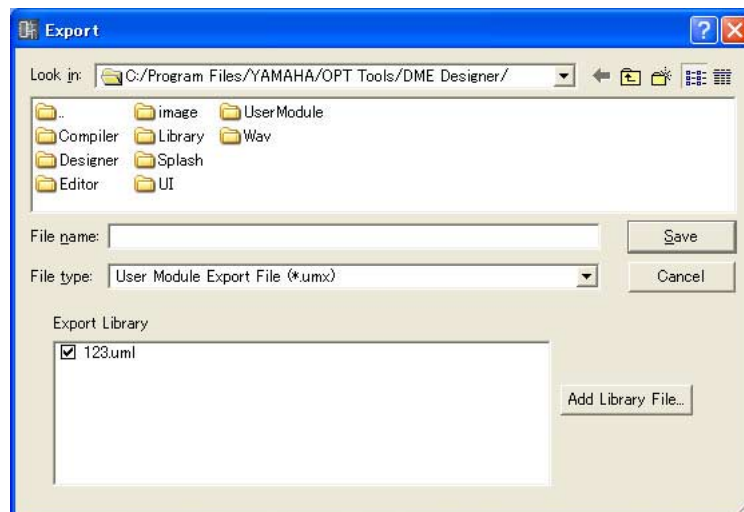 Export
Look in: C:/Program Files/YAMAHA/OPT Tools/DME Designer/
.. image UserModule
Compiler Library Wav
Designer Splash
Editor UI
File name: Save
File type: User Module Export File (*.umx) Cancel
Export Library
123.uml
Add Library File...